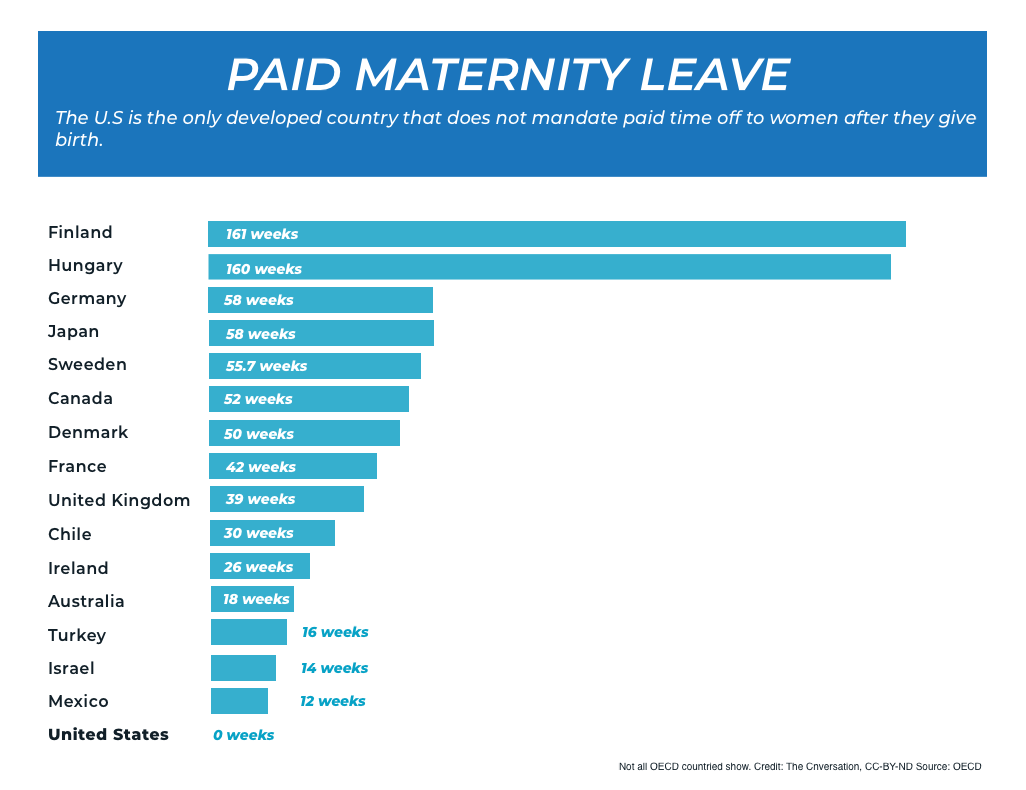 PAID MATERNITY LEAVE
The U.S is the only developed country that does not mandate paid time off to women after they give
birth.
Finland 161 weeks
Hungary 160 weeks
Germany 58 weeks
Japan 58 weeks
Sweeden 55.7 weeks
Canada 52 weeks
Denmark 50 weeks
France 42 weeks
United Kingdom 39 weeks
Chile 30 weeks
Ireland 26 weeks
Australia 18 weeks
Turkey 16 weeks
Israel 14 weeks
Mexico 12 weeks
United States 0 weeks
Not all OECD countried show. Credit: The Cnversation, CC-BY-ND Source: OECD